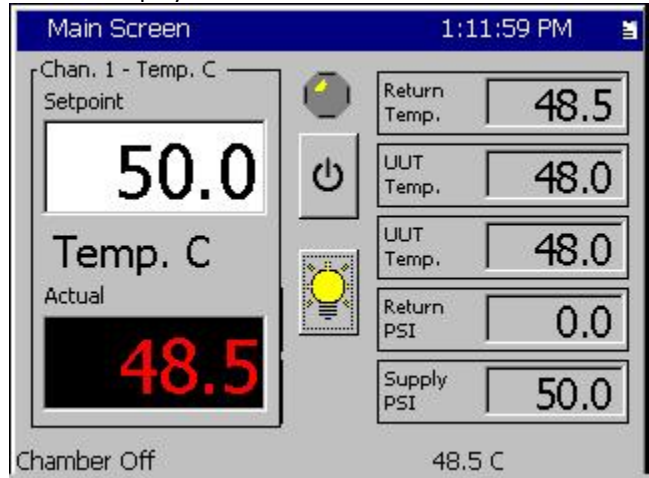 Main Screen 1:11:59 PM
Chan. 1 - Temp. C
Setpoint
50.0
Temp. C
Actual
48.5
Return
Temp.
48.5
UUT
Temp.
48.0
UUT
Temp.
48.0
Return
PSI
0.0
Supply
PSI
50.0
Chamber Off 48.5 C